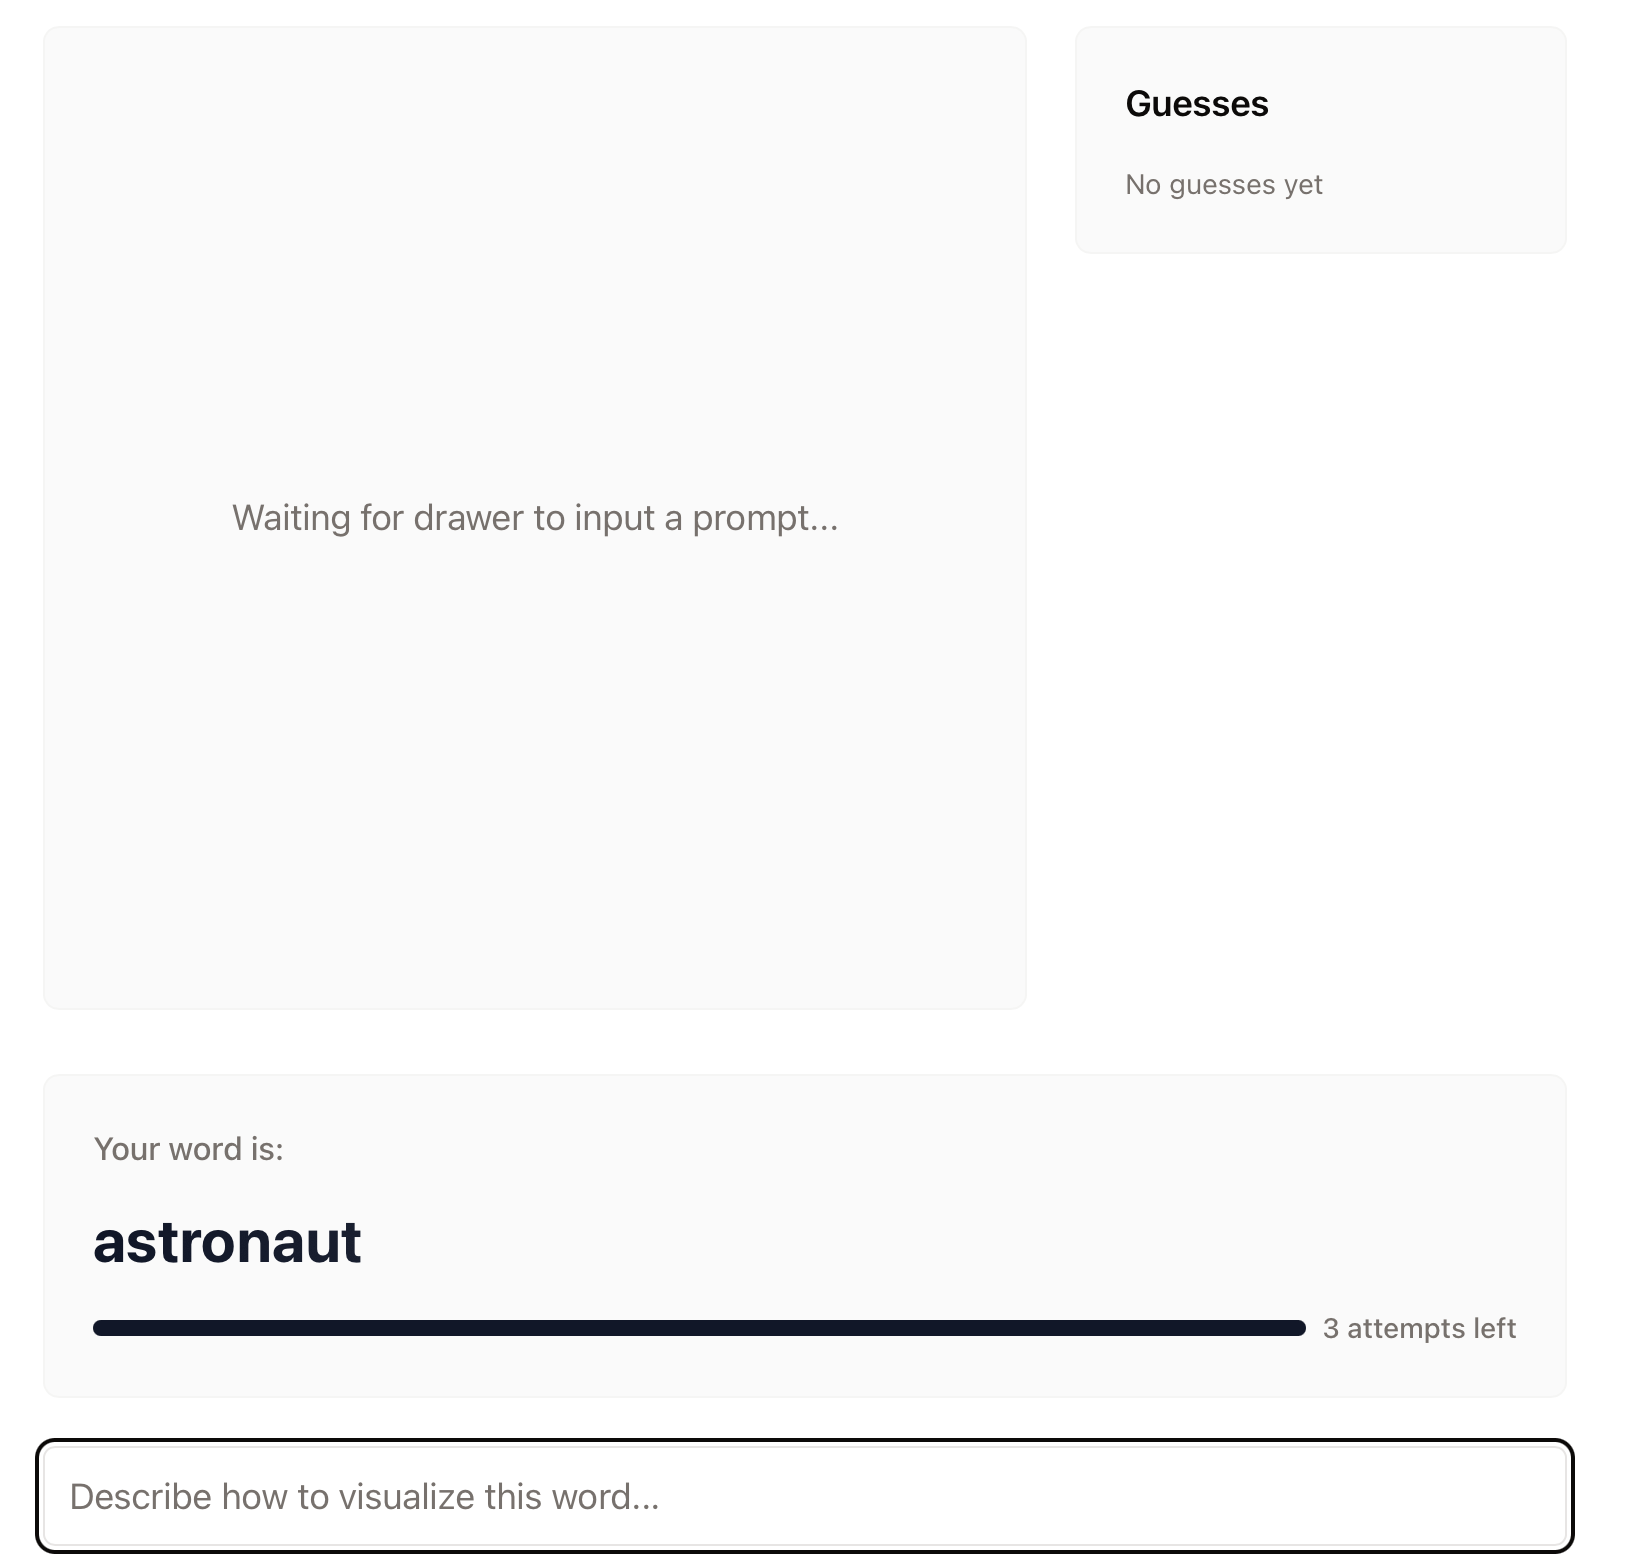 Guesses
No guesses yet
Waiting for drawer to input a prompt...
Your word is:
astronaut
3 attempts left
Describe how to visualize this word...